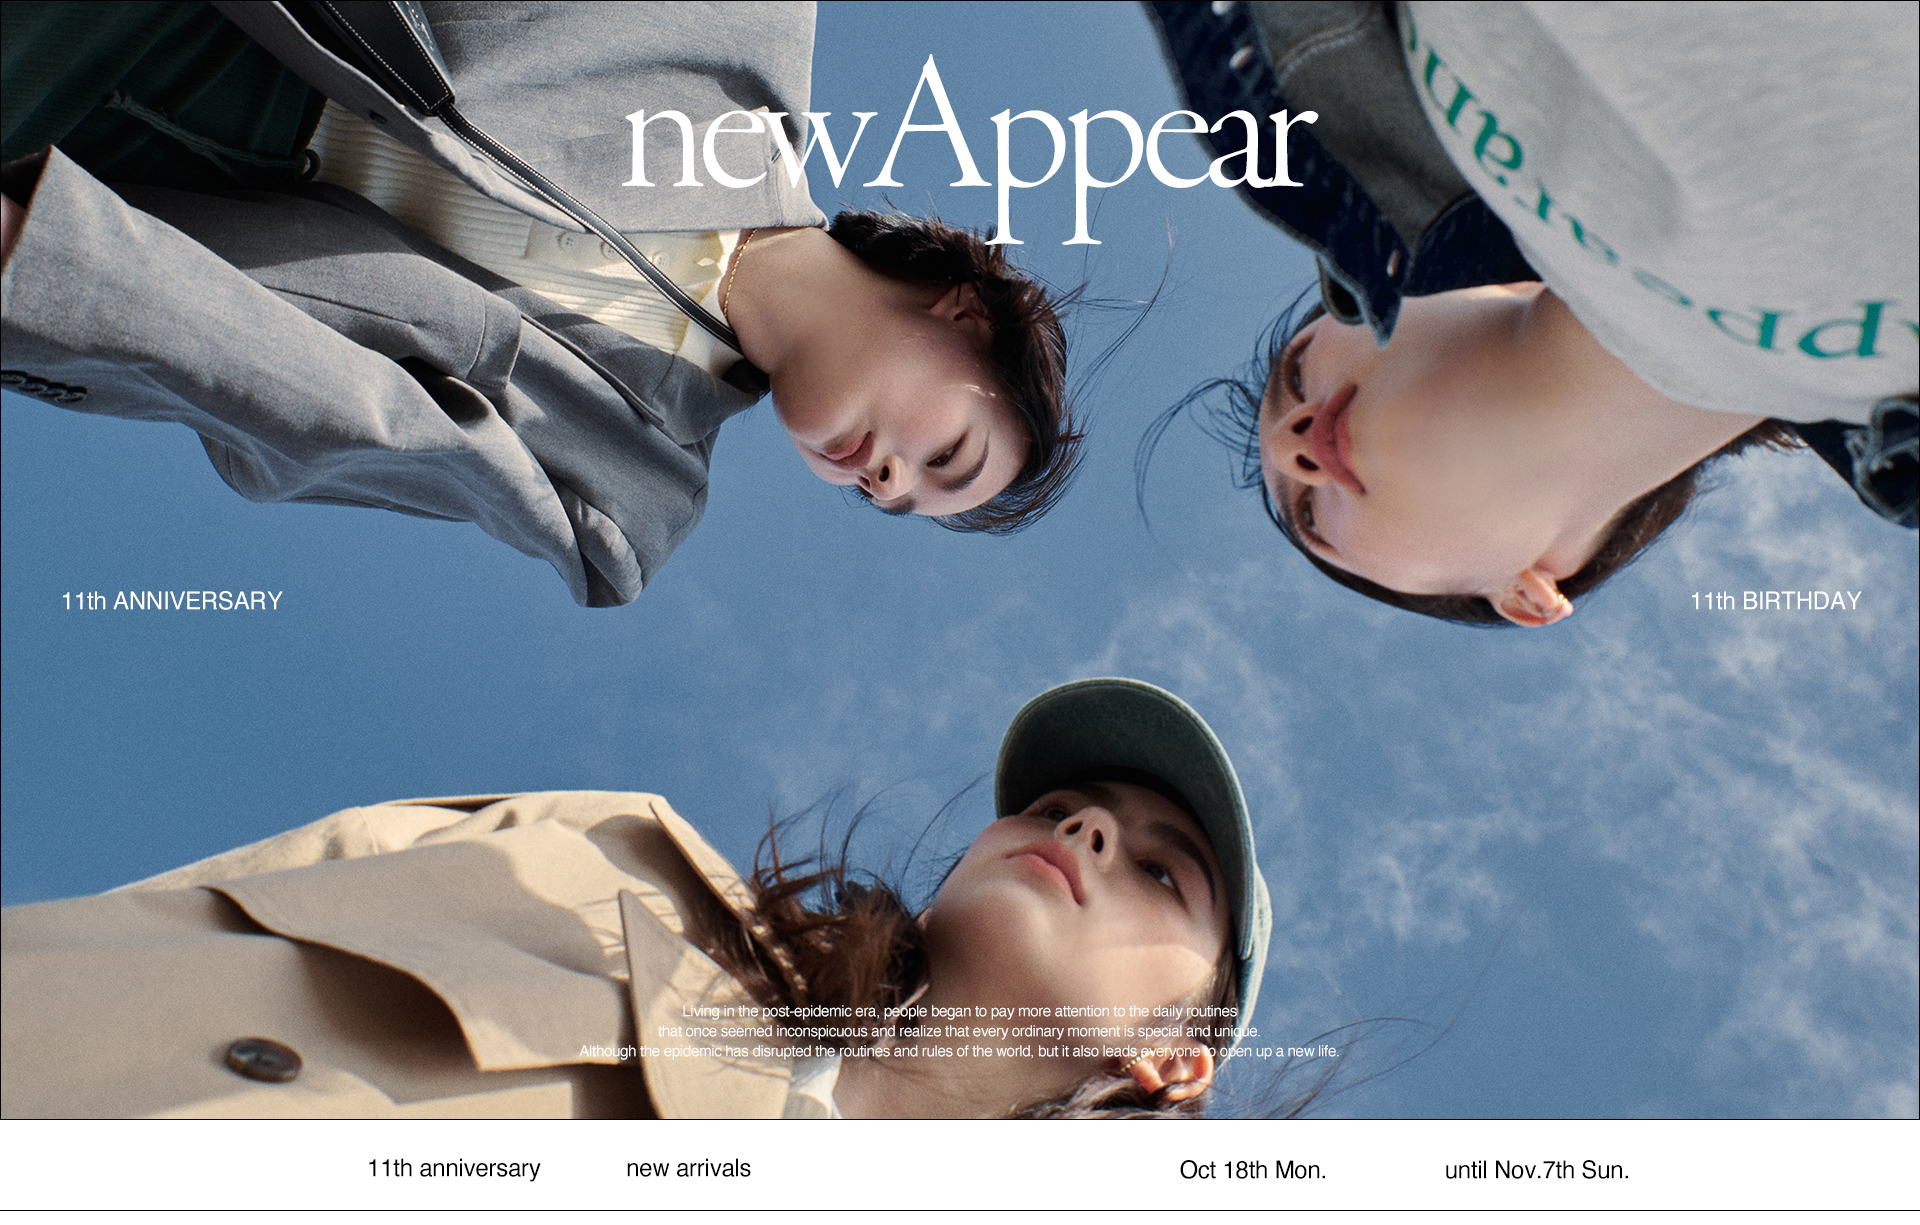 newAppear
11th ANNIVERSARY
11th BIRTHDAY
Living in the post-epidemic era, people began to pay more attention to the daily routines
that once seemed inconspicuous and realize that every ordinary moment is special and unique.
Although the epidemic has disrupted the routines and rules of the world, but it also leads everyone to open up a new life.
11th anniversary
new arrivals
Oct 18th Mon.
until Nov.7th Sun.